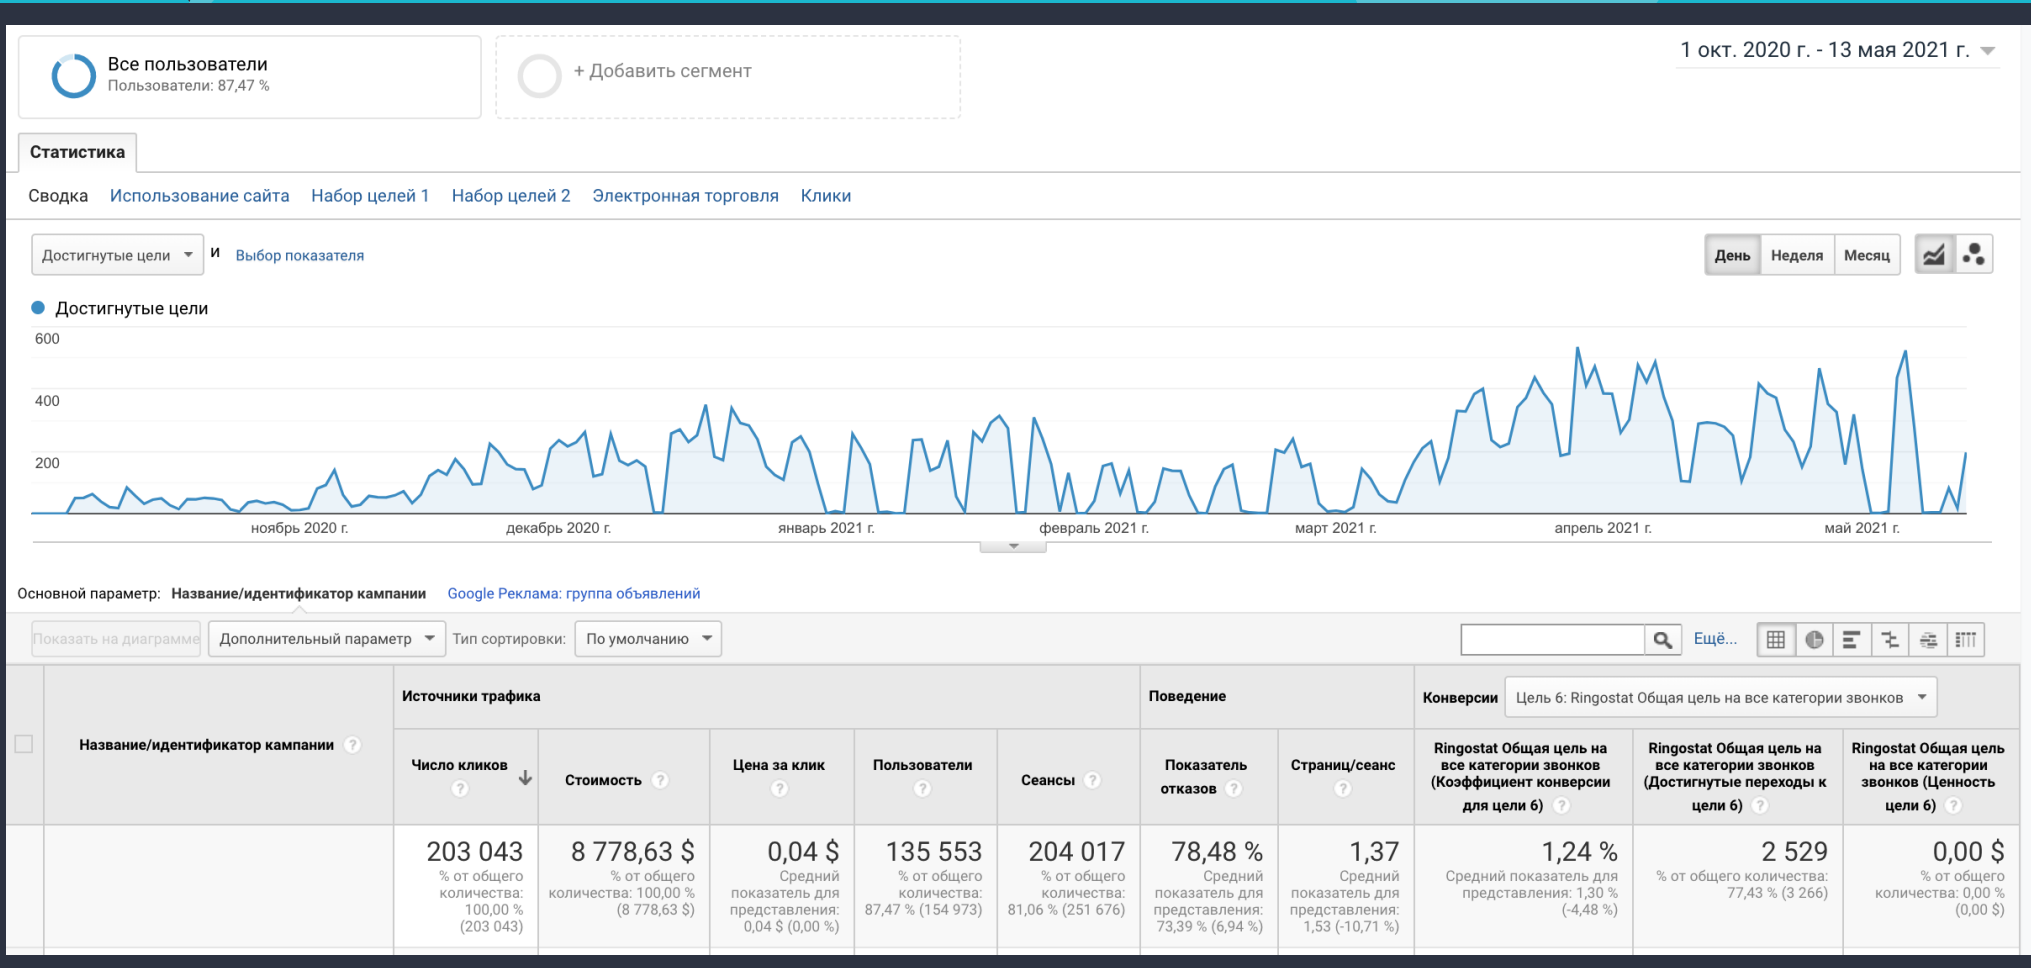 Все пользователи
Пользователи: 87,47 %
+ Добавить сегмент
1 окт. 2020 г. - 13 мая 2021 г.
Статистика
Сводка Использование сайта Набор целей 1 Набор целей 2 Электронная торговля Клики
Достигнутые цели и Выбор показателя
День Неделя Месяц
Достигнутые цели
600
400
200
ноябрь 2020 г. декабрь 2020 г. январь 2021 г. февраль 2021 г. март 2021 г. апрель 2021 г. май 2021 г.
Основной параметр: Название/идентификатор кампании Google Реклама: группа объявлений
Показать на диаграмме Дополнительный параметр Тип сортировки: По умолчанию Ещё...
Название/идентификатор кампании ?
Источники трафика
Поведение
Конверсии Цель 6: Ringostat Общая цель на все категории звонков
Число кликов
?
Стоимость ?
Цена за клик
?
Пользователи
?
Сеансы ?
Показатель
отказов ?
Страниц/сеанс
?
Ringostat Общая цель на
все категории звонков
(Коэффициент конверсии
для цели 6) ?
Ringostat Общая цель на
все категории звонков
(Достигнутые переходы к
цели 6) ?
Ringostat Общая цель
на все категории
звонков (Ценность
цели 6) ?
203 043
% от общего
количества:
100,00 %
(203 043)
8 778,63 $
% от общего
количества: 100,00 %
(8 778,63 $)
0,04 $
Средний
показатель для
представления:
0,04 $ (0,00 %)
135 553
% от общего
количества:
87,47 % (154 973)
204 017
% от общего
количества:
81,06 % (251 676)
78,48 %
Средний
показатель для
представления:
73,39 % (6,94 %)
1,37
Средний
показатель для
представления:
1,53 (-10,71 %)
1,24 %
Средний показатель для
представления: 1,30 %
(-4,48 %)
2 529
% от общего количества:
77,43 % (3 266)
0,00 $
% от общего
количества: 0,00 %
(0,00 $)